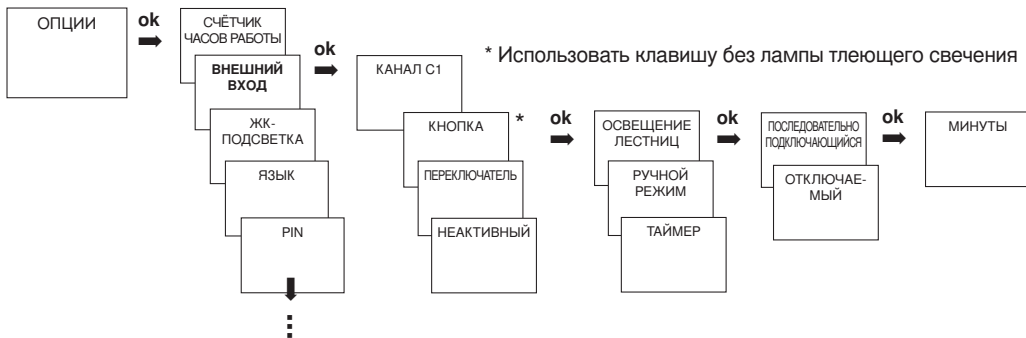 ОПЦИИ
ok
СЧЁТЧИК
ЧАСОВ РАБОТЫ
ВНЕШНИЙ
ВХОД
ЖК-
ПОДСВЕТКА
ЯЗЫК
PIN
ok
* Использовать клавишу без лампы тлеющего свечения
КАНАЛ C1
КНОПКА *
ПЕРЕКЛЮЧАТЕЛЬ
НЕАКТИВНЫЙ
ok
ОСВЕЩЕНИЕ
ЛЕСТНИЦ
РУЧНОЙ
РЕЖИМ
ТАЙМЕР
ok
ПОСЛЕДОВАТЕЛЬНО
ПОДКЛЮЧАЮЩИЙСЯ
ОТКЛЮЧАЕ-
МЫЙ
ok
МИНУТЫ